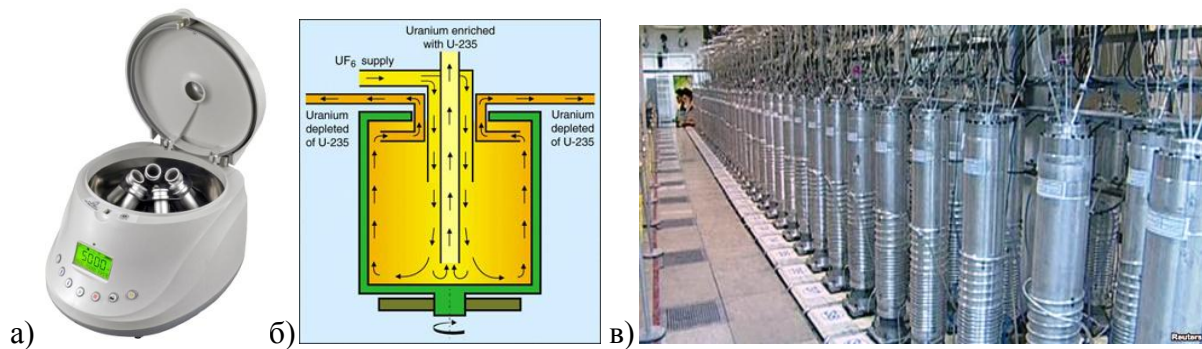 а)
5000
б)
Uranium enriched
with U-235
UF6 supply
Uranium
depleted
of U-235
Uranium
depleted
of U-235
в)
Reuters